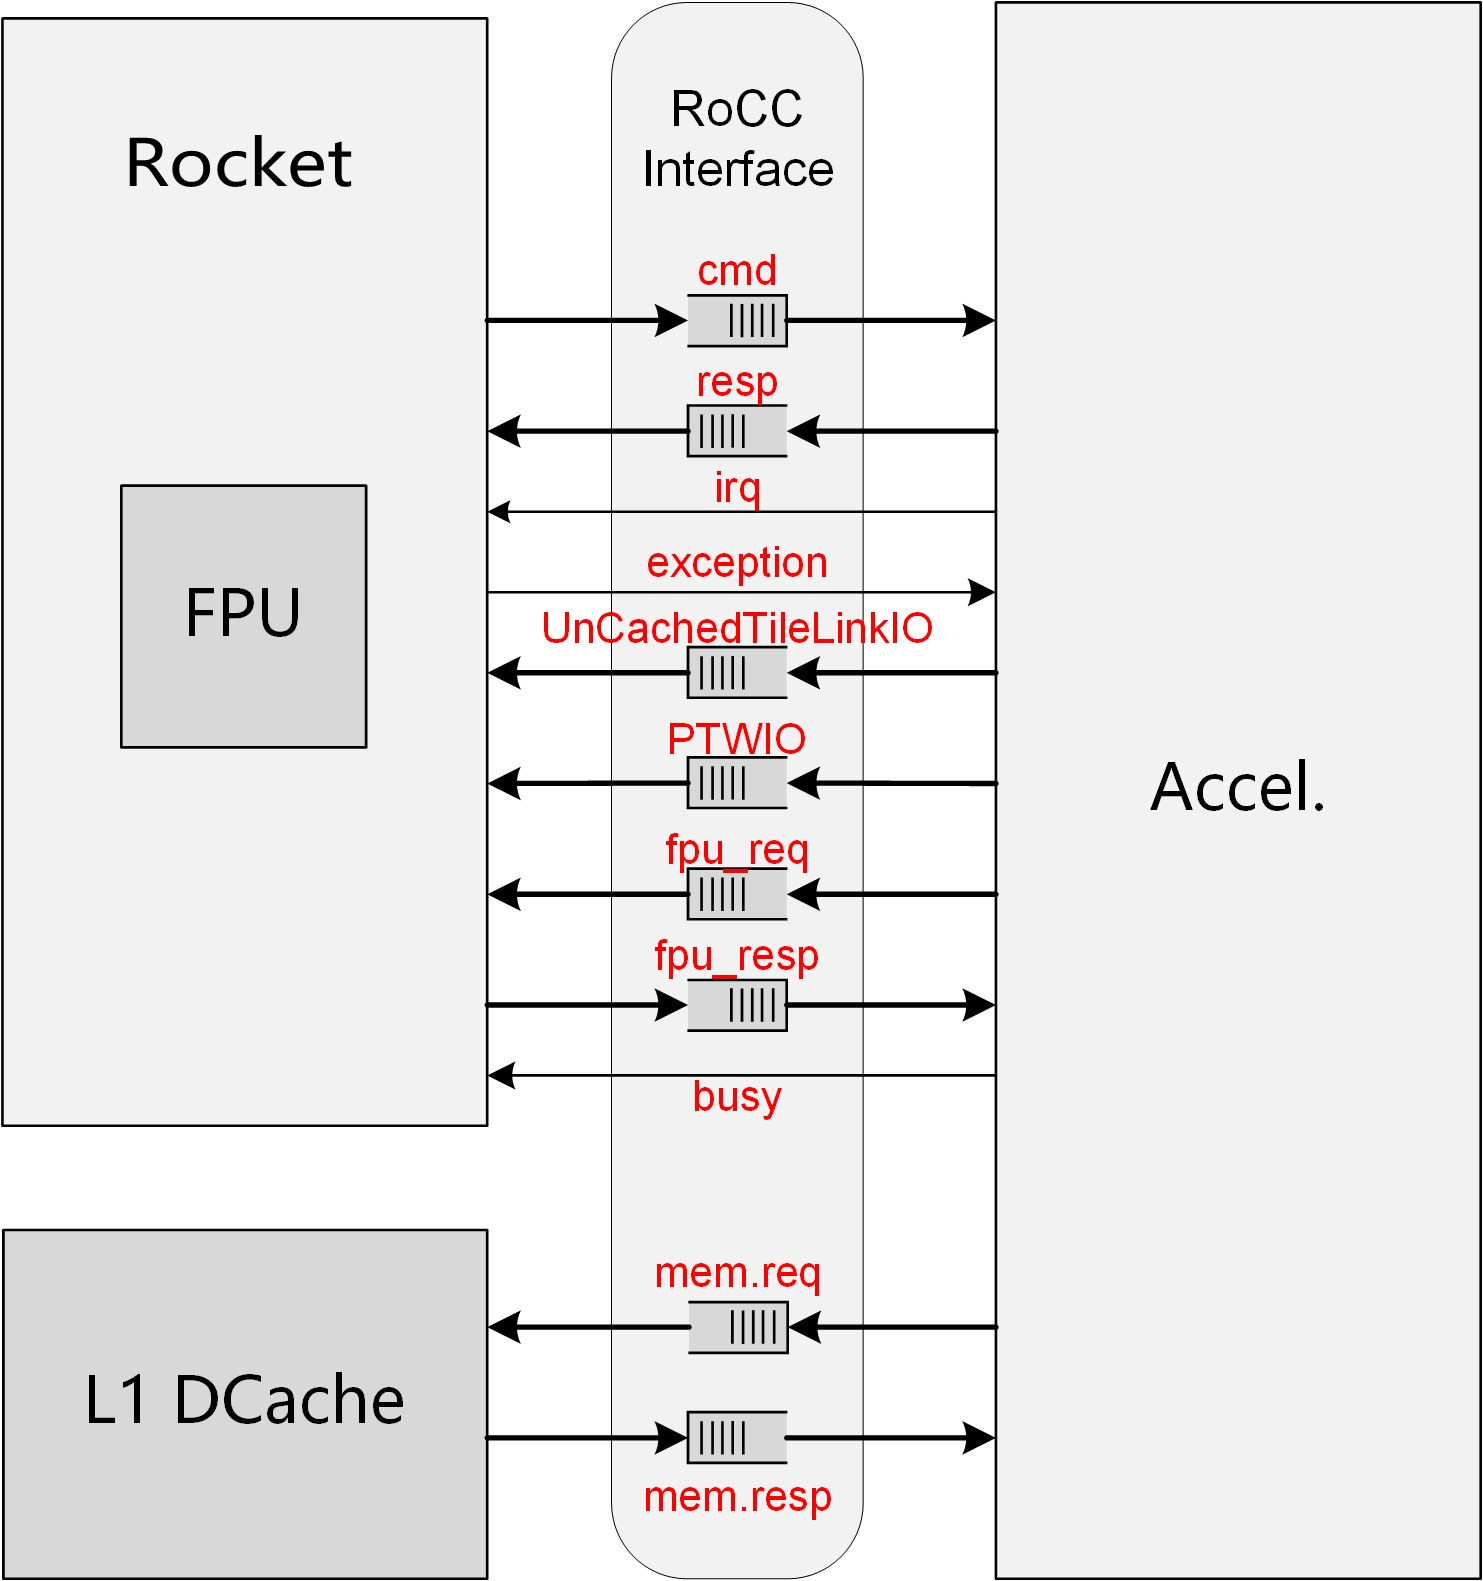 Rocket
FPU
L1 DCache
RoCC
Interface
cmd
resp
irq
exception
UnCachedTileLinkIO
PTWIO
fpu_req
fpu_resp
busy
mem.req
mem.resp
Accel.